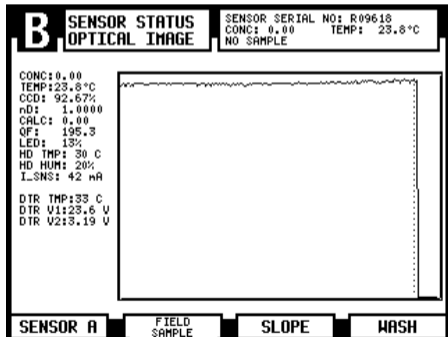 B
SENSOR STATUS
OPTICAL IMAGE
SENSOR SERIAL NO: R09618
CONC: 0.00 TEMP: 23.8°C
NO SAMPLE
CONC:0.00
TEMP:23.8°C
CCD: 92.67%
nD: 1.0000
CALC: 0.00
QF: 195.3
LED: 13%
HD TMP: 30 C
HD HUM: 20%
I_SNS: 42 mA
DTR TMP:33 C
DTR V1:23.6 V
DTR V2:3.19 V
SENSOR A
FIELD
SAMPLE
SLOPE
WASH